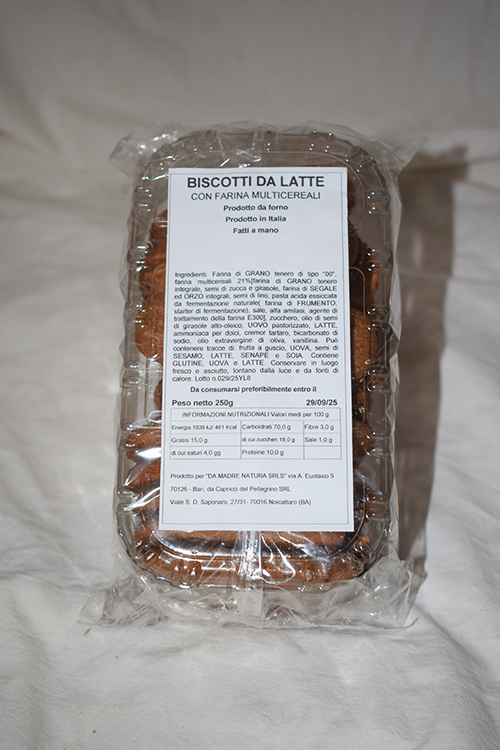 BISCOTTI DA LATTE
CON FARINA MULTICEREALI
Prodotto da forno
Prodotto in Italia
Fatti a mano
Ingredienti: Farina di GRANO tenero di tipo "00",
farina multicereali 21%[farina di GRANO tenero
integrale, semi di zucca e girasole, farina di SEGALE
ed ORZO integrali, semi di lino, pasta acida essiccata
da fermentazione naturale( farina di FRUMENTO,
starter di fermentazione), sale, alfa amilasi, agente di
trattamento della farina E300], zucchero, olio di semi
di girasole alto-oleico, UOVO pastorizzato, LATTE,
ammoniaca per dolci, cremor tartaro, bicarbonato di
sodio, olio extravergine di oliva, vanillina. Può
contenere tracce di: frutta a guscio, UOVA, semi di
SESAMO, LATTE, SENAPE e SOIA. Contiene
GLUTINE, UOVA e LATTE. Conservare in luogo
fresco e asciutto, lontano dalla luce e da fonti di
calore. Lotto n.029/25YL8
Da consumarsi preferibilmente entro il
Peso netto 250g 29/09/25
INFORMAZIONI NUTRIZIONALI Valori medi per 100 g
Energia 1939 kJ/ 461 Kcal Carboidrati 70,0 g Fibre 3,0 g
Grassi 15,0 g di cui zuccheri 18,0 g Sale 1,0 g
di cui saturi 4,0 gg Proteine 10,0 g
Prodotto per "DA MADRE NATURA SRLS" via A. Eustasio 5
70126 - Bari, da Capricci del Pellegrino SRL
Viale S. D. Saponaro, 27/31- 70016 Noicattaro (BA)